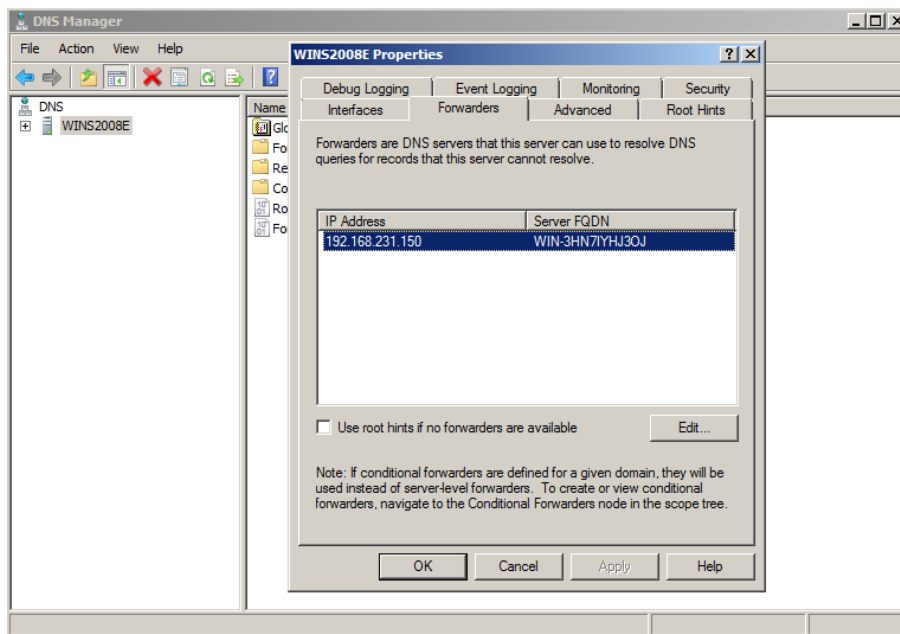 DNS Manager
File Action View Help
DNS
WINS2008E
Name
WINS2008E Properties
Debug Logging Event Logging Monitoring Security
Interfaces Forwarders Advanced Root Hints
Forwarders are DNS servers that this server can use to resolve DNS
queries for records that this server cannot resolve.
IP Address Server FQDN
192.168.231.150 WIN-3HN7IYHJ3OJ
Use root hints if no forwarders are available
Edit...
Note: If conditional forwarders are defined for a given domain, they will be
used instead of server-level forwarders. To create or view conditional
forwarders, navigate to the Conditional Forwarders node in the scope tree.
OK Cancel Apply Help